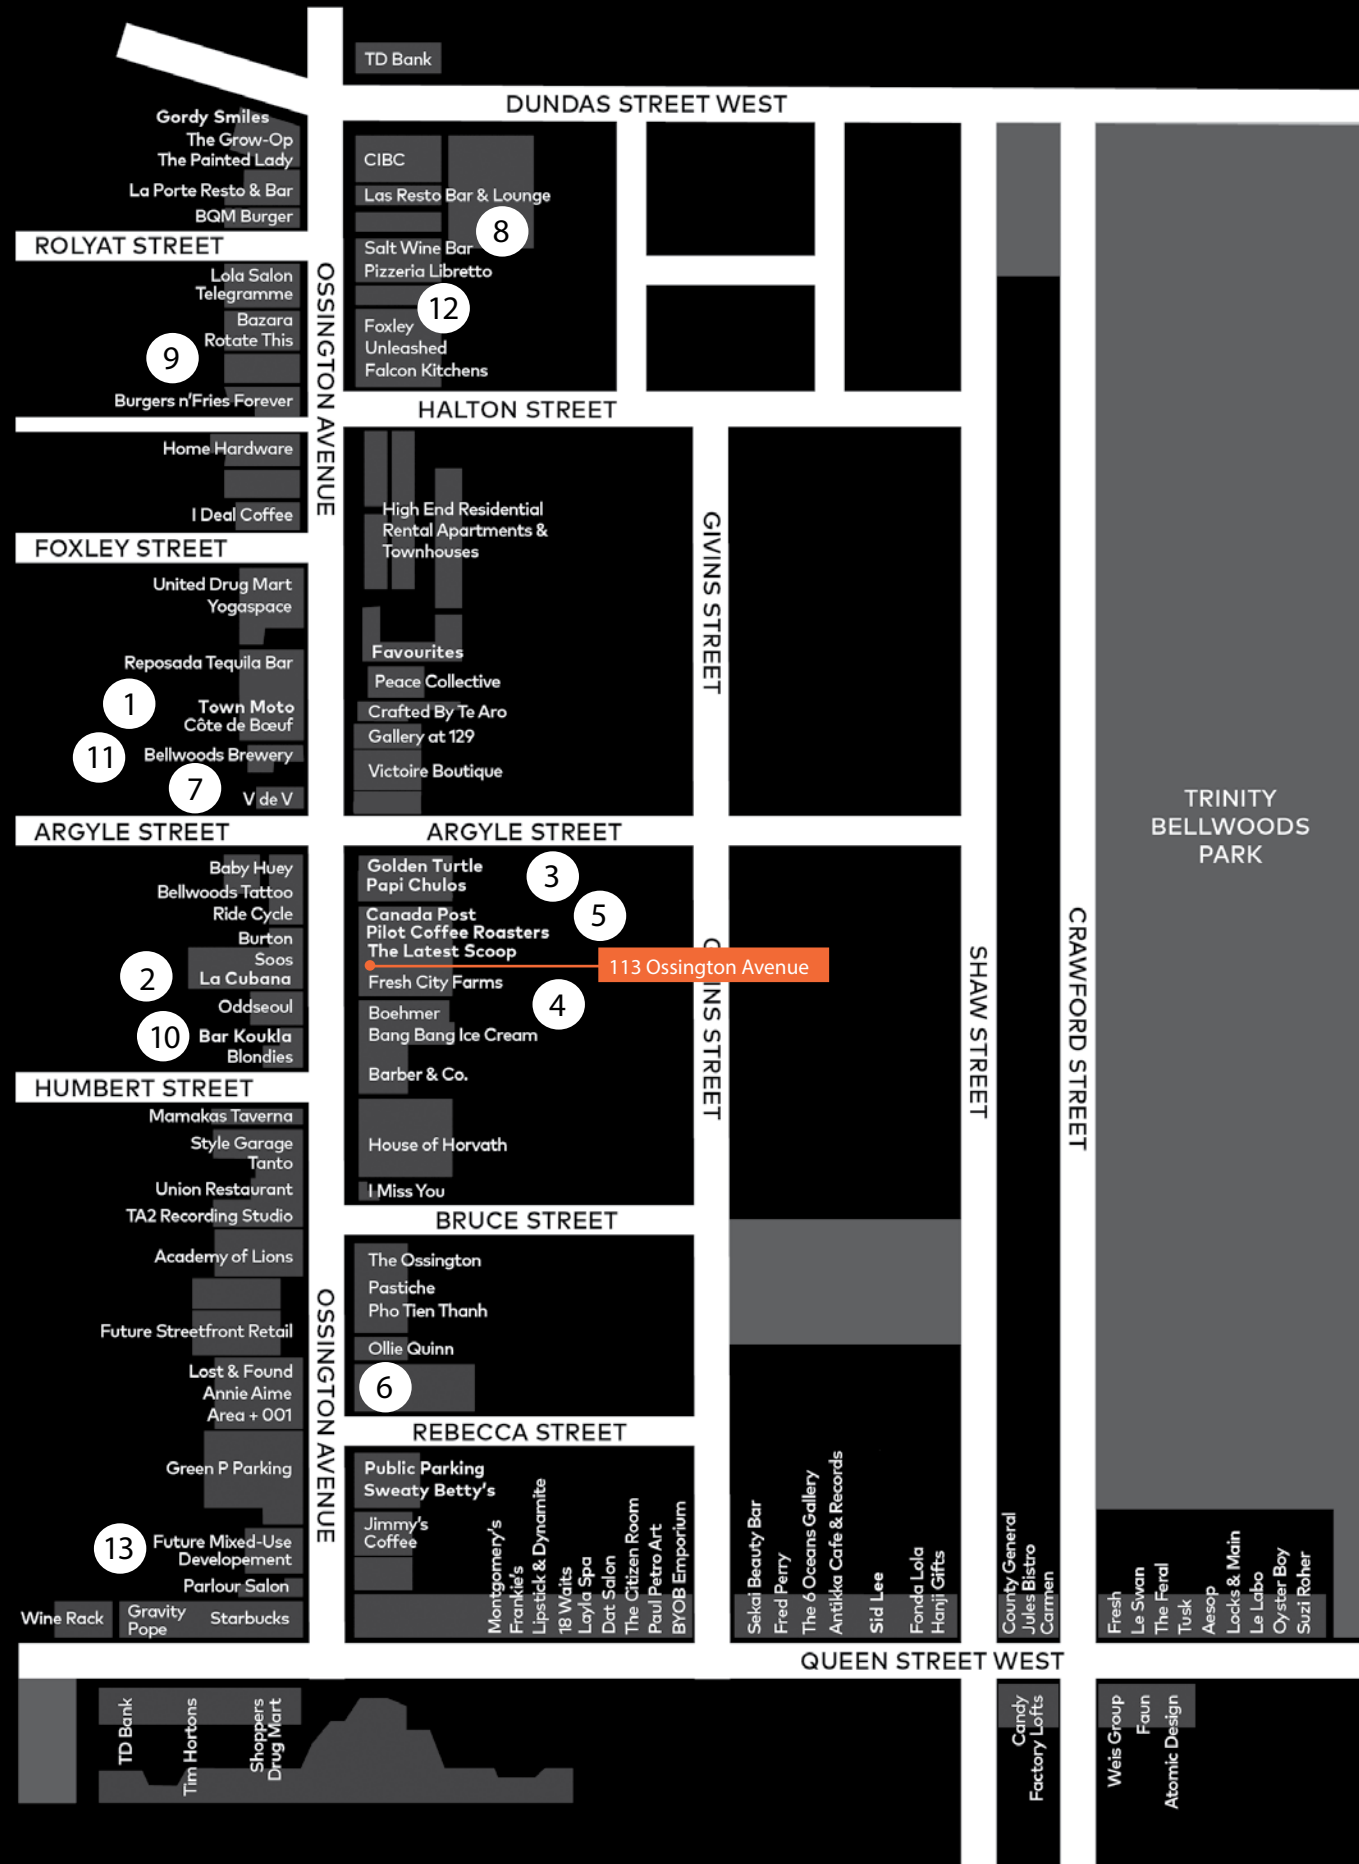 TD Bank
DUNDAS STREET WEST
Gordy Smiles
The Grow-Op
The Painted Lady
La Porte Resto & Bar
BQM Burger
ROLYAT STREET
Lola Salon
Telegramme
Bazara
Rotate This
9
Burgers n'Fries Forever
Home Hardware
I Deal Coffee
FOXLEY STREET
United Drug Mart
Yogaspace
Reposada Tequila Bar
1
Town Moto
Côte de Bœuf
11
Bellwoods Brewery
7
V de V
ARGYLE STREET
Baby Huey
Bellwoods Tattoo
Ride Cycle
Burton
Soos
2
La Cubana
Oddseoul
10
Bar Koukla
Blondies
HUMBERT STREET
Mamakas Taverna
Style Garage
Tanto
Union Restaurant
TA2 Recording Studio
Academy of Lions
Future Streetfront Retail
Lost & Found
Annie Aime
Area + 001
Green P Parking
13
Future Mixed-Use
Developement
Parlour Salon
Wine Rack
Gravity
Pope
Starbucks
OSSINGTON AVENUE
OSSINGTON AVENUE
CIBC
Las Resto Bar & Lounge
8
Salt Wine Bar
Pizzeria Libretto
12
Foxley
Unleashed
Falcon Kitchens
HALTON STREET
High End Residential
Rental Apartments &
Townhouses
Favourites
Peace Collective
Crafted By Te Aro
Gallery at 129
Victoire Boutique
ARGYLE STREET
Golden Turtle
Papi Chulos
3
Canada Post
5
Pilot Coffee Roasters
The Latest Scoop
113 Ossington Avenue
Fresh City Farms
4
Boehmer
Bang Bang Ice Cream
Barber & Co.
House of Horvath
I Miss You
BRUCE STREET
The Ossington
Pastiche
Pho Tien Thanh
Ollie Quinn
6
REBECCA STREET
Public Parking
Sweaty Betty's
Jimmy's
Coffee
Montgomery's
Frankie's
Lipstick & Dynamite
18 Waits
Layla Spa
Dot Salon
The Citizen Room
Paul Petro Art
BYOB Emporium
GIVINS STREET
INS STREET
Sekai Beauty Bar
Fred Perry
The 6 Oceans Gallery
Antikka Cafe & Records
Sid Lee
Fonda Lola
Hanji Gifts
SHAW STREET
County General
Jules Bistro
Carmen
CRAWFORD STREET
TRINITY
BELLWOODS
PARK
Fresh
Le Swan
The Feral
Tusk
Aesop
Locks & Main
Le Labo
Oyster Boy
Suzi Roher
QUEEN STREET WEST
TD Bank
Tim Hortons
Shoppers
Drug Mart
Candy
Factory Lofts
Weis Group
Faun
Atomic Design